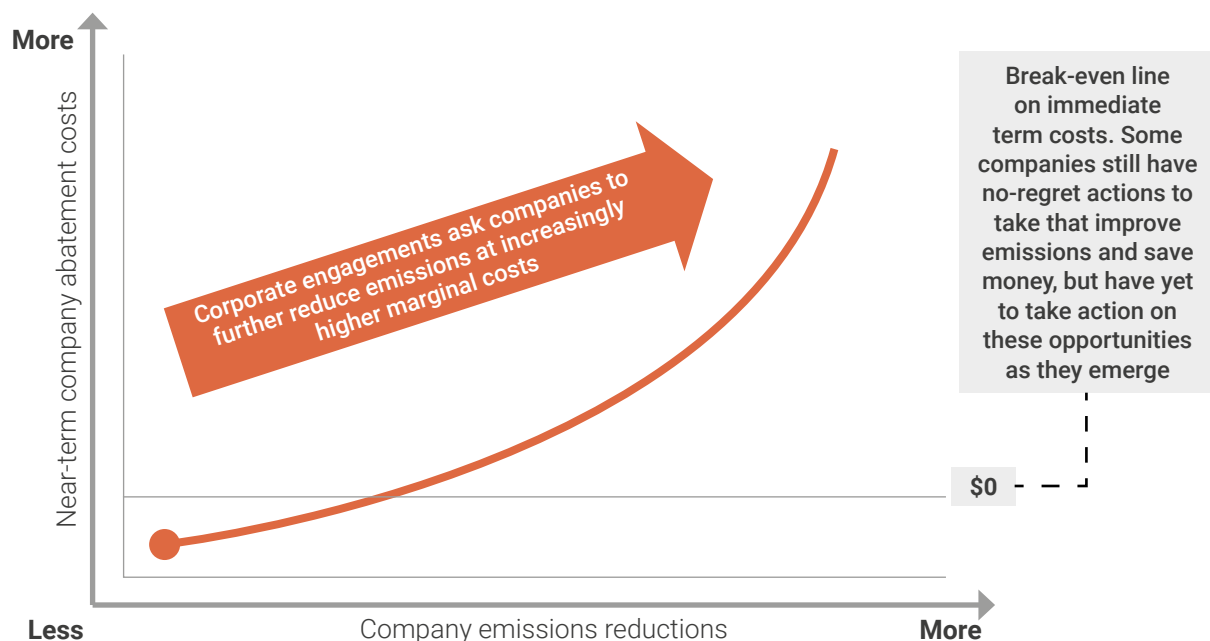 More
Near-term company abatement costs
Corporate engagements ask companies to
further reduce emissions at increasingly
higher marginal costs
Break-even line
on immediate
term costs. Some
companies still have
no-regret actions to
take that improve
emissions and save
money, but have yet
to take action on
these opportunities
as they emerge
$0
Less
Company emissions reductions
More